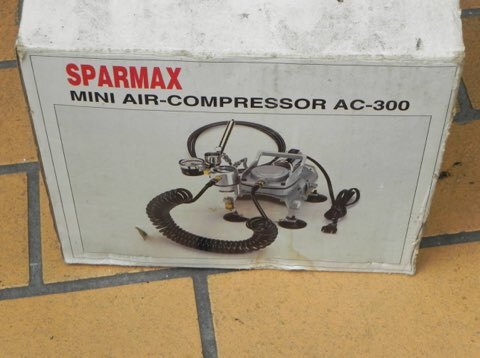 SPARMAX
MINI AIR-COMPRESSOR AC-300